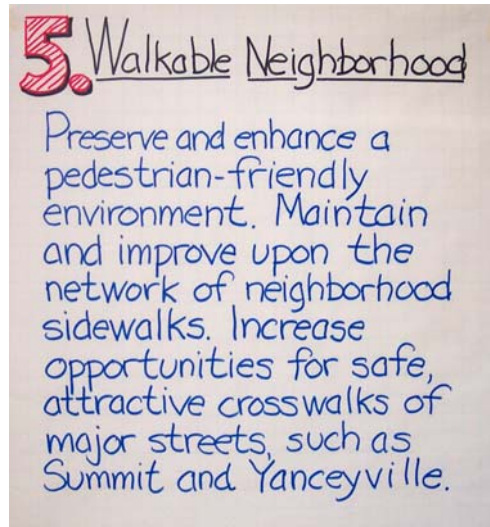 5. Walkable Neighborhood
Preserve and enhance a
pedestrian-friendly
environment. Maintain
and improve upon the
network of neighborhood
sidewalks. Increase
opportunities for safe,
attractive crosswalks of
major streets, such as
Summit and Yanceyville.